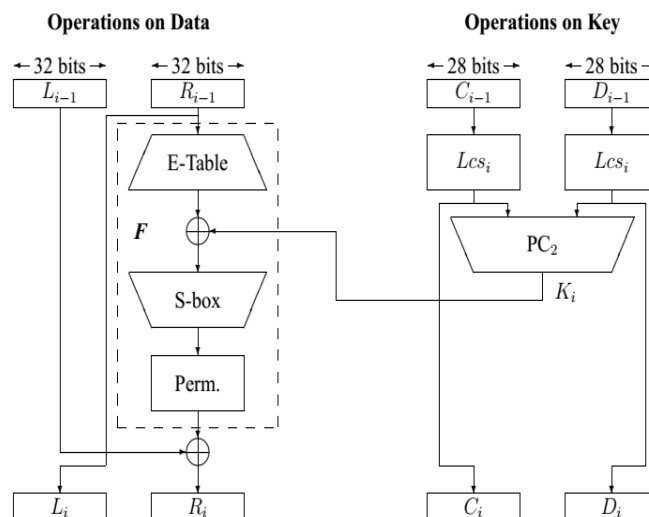 Operations on Data
Operations on Key
32 bits
32 bits
28 bits
28 bits
L_{i-1}
R_{i-1}
C_{i-1}
D_{i-1}
E-Table
Lcs_i
Lcs_i
F
PC_2
S-box
K_i
Perm.
L_i
R_i
C_i
D_i